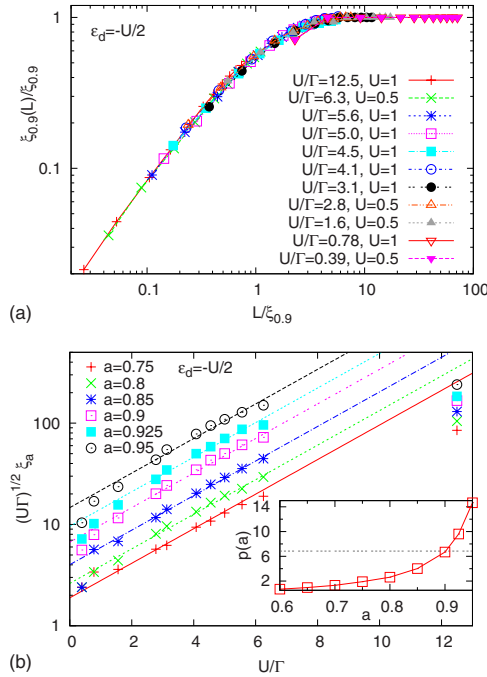 ε_d=-U/2
ξ_0.9(L)/ξ_0.9
1
0.1
U/Γ=12.5, U=1
U/Γ=6.3, U=0.5
U/Γ=5.6, U=1
U/Γ=5.0, U=1
U/Γ=4.5, U=1
U/Γ=4.1, U=1
U/Γ=3.1, U=1
U/Γ=2.8, U=0.5
U/Γ=1.6, U=0.5
U/Γ=0.78, U=1
U/Γ=0.39, U=0.5
0.1 1 10 100
L/ξ_0.9
(a)
a=0.75 ε_d=-U/2
a=0.8
a=0.85
a=0.9
a=0.925
a=0.95
(UΓ)^1/2 ξ_a
100
10
1
p(a)
14
10
6
2
0.6 0.7 0.8 0.9
a
0 2 4 6 8 10 12
U/Γ
(b)